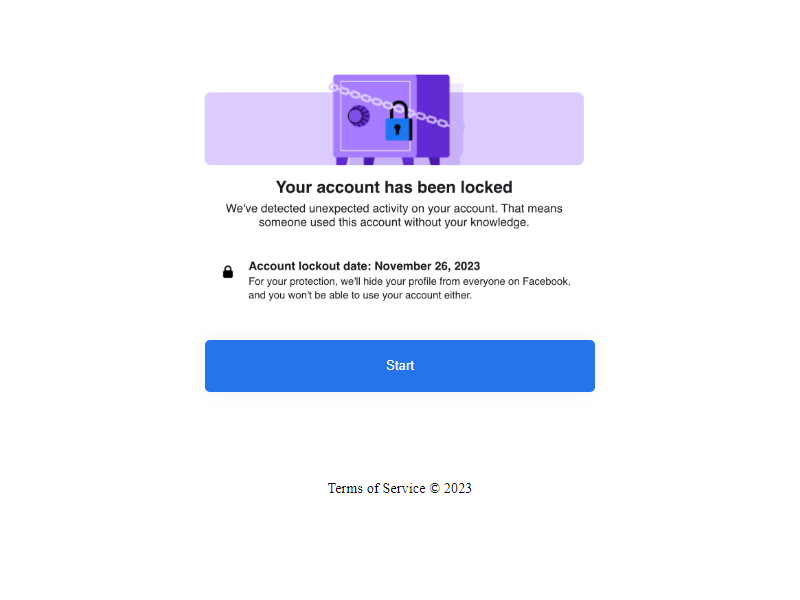 Your account has been locked
We've detected unexpected activity on your account. That means
someone used this account without your knowledge.
Account lockout date: November 26, 2023
For your protection, we'll hide your profile from everyone on Facebook,
and you won't be able to use your account either.
Start
Terms of Service © 2023